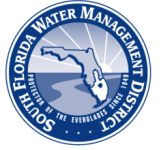 SOUTH FLORIDA WATER MANAGEMENT DISTRICT
PROTECTOR OF THE EVERGLADES SINCE 1949